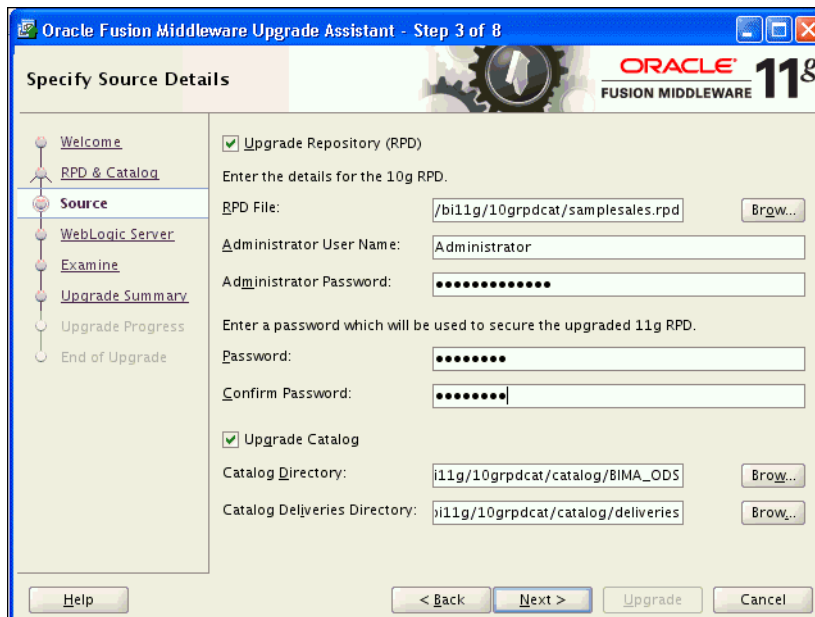 Oracle Fusion Middleware Upgrade Assistant - Step 3 of 8
Specify Source Details
ORACLE
FUSION MIDDLEWARE 11g
Welcome
RPD & Catalog
Source
WebLogic Server
Examine
Upgrade Summary
Upgrade Progress
End of Upgrade
Upgrade Repository (RPD)
Enter the details for the 10g RPD.
RPD File: /bi11g/10grpdcat/samplesales.rpd Browse...
Administrator User Name: Administrator
Administrator Password: •••••••••••••
Enter a password which will be used to secure the upgraded 11g RPD.
Password: ••••••••
Confirm Password: ••••••••
Upgrade Catalog
Catalog Directory: i11g/10grpdcat/catalog/BIMA_ODS Brow...
Catalog Deliveries Directory: bi11g/10grpdcat/catalog/deliveries Brow...
Help
< Back
Next >
Upgrade
Cancel